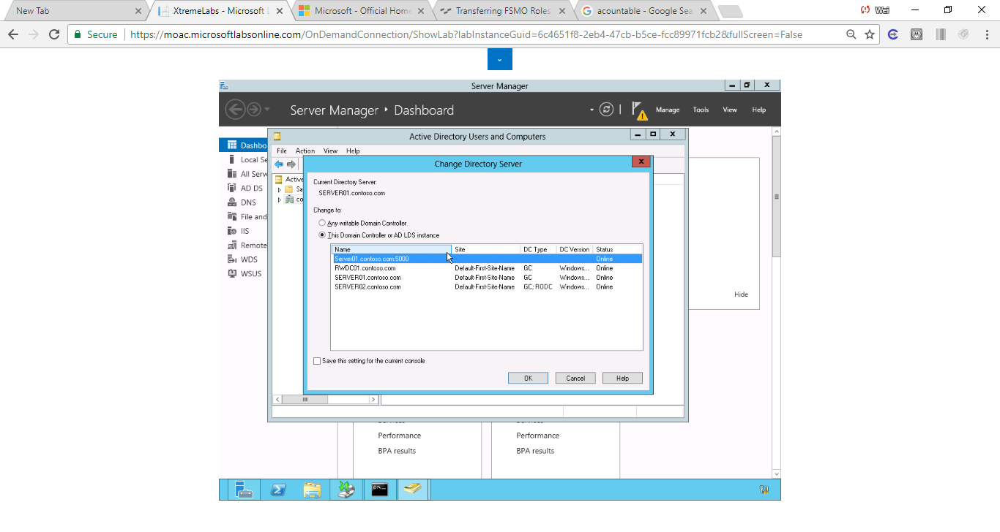 New Tab
XtremeLabs - Microsoft L
Microsoft - Official Home
Transferring FSMO Roles
acountable - Google Sea
Wei
Secure
https://moac.microsoftlabsonline.com/OnDemandConnection/ShowLab?labInstanceGuid=6c4651f8-2eb4-47cb-b5ce-fcc89971fcb2&fullScreen=False
Server Manager
Server Manager ‣ Dashboard
Manage Tools View Help
Dashbo
Local Se
All Serv
AD DS
DNS
File and
IIS
Remote
WDS
WSUS
Active Directory Users and Computers
File Action View Help
Active
Sa
co
Change Directory Server
Current Directory Server:
SERVER01.contoso.com
Change to:
Any writable Domain Controller
This Domain Controller or AD LDS instance
Name Site DC Type DC Version Status
Server01.contoso.com:5000 Online
RWDC01.contoso.com Default-First-Site-Name GC Windows... Online
SERVER01.contoso.com Default-First-Site-Name GC Windows... Online
SERVER02.contoso.com Default-First-Site-Name GC; RODC Windows... Online
Save this setting for the current console
OK Cancel Help
Hide
Performance Performance
BPA results BPA results